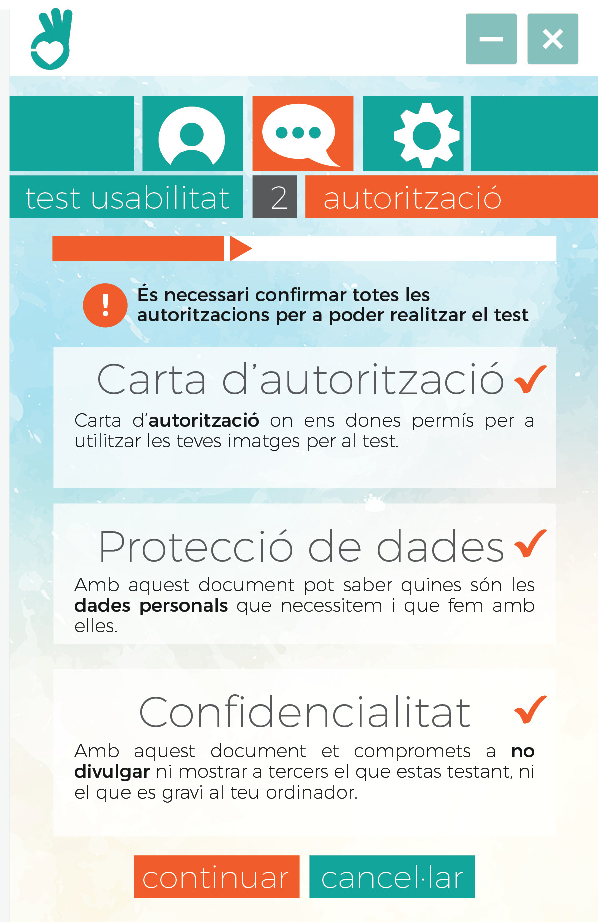 test usabilitat 2 autorització
!
És necessari confirmar totes les
autoritzacions per a poder realitzar el test
Carta d'autorització
Carta d'autorització on ens dones permís per a
utilitzar les teves imatges per al test.
Protecció de dades
Amb aquest document pot saber quines són les
dades personals que necessitem i que fem amb
elles.
Confidencialitat
Amb aquest document et compromets a no
divulgar ni mostrar a tercers el que estas testant, ni
el que es gravi al teu ordinador.
continuar cancel·lar